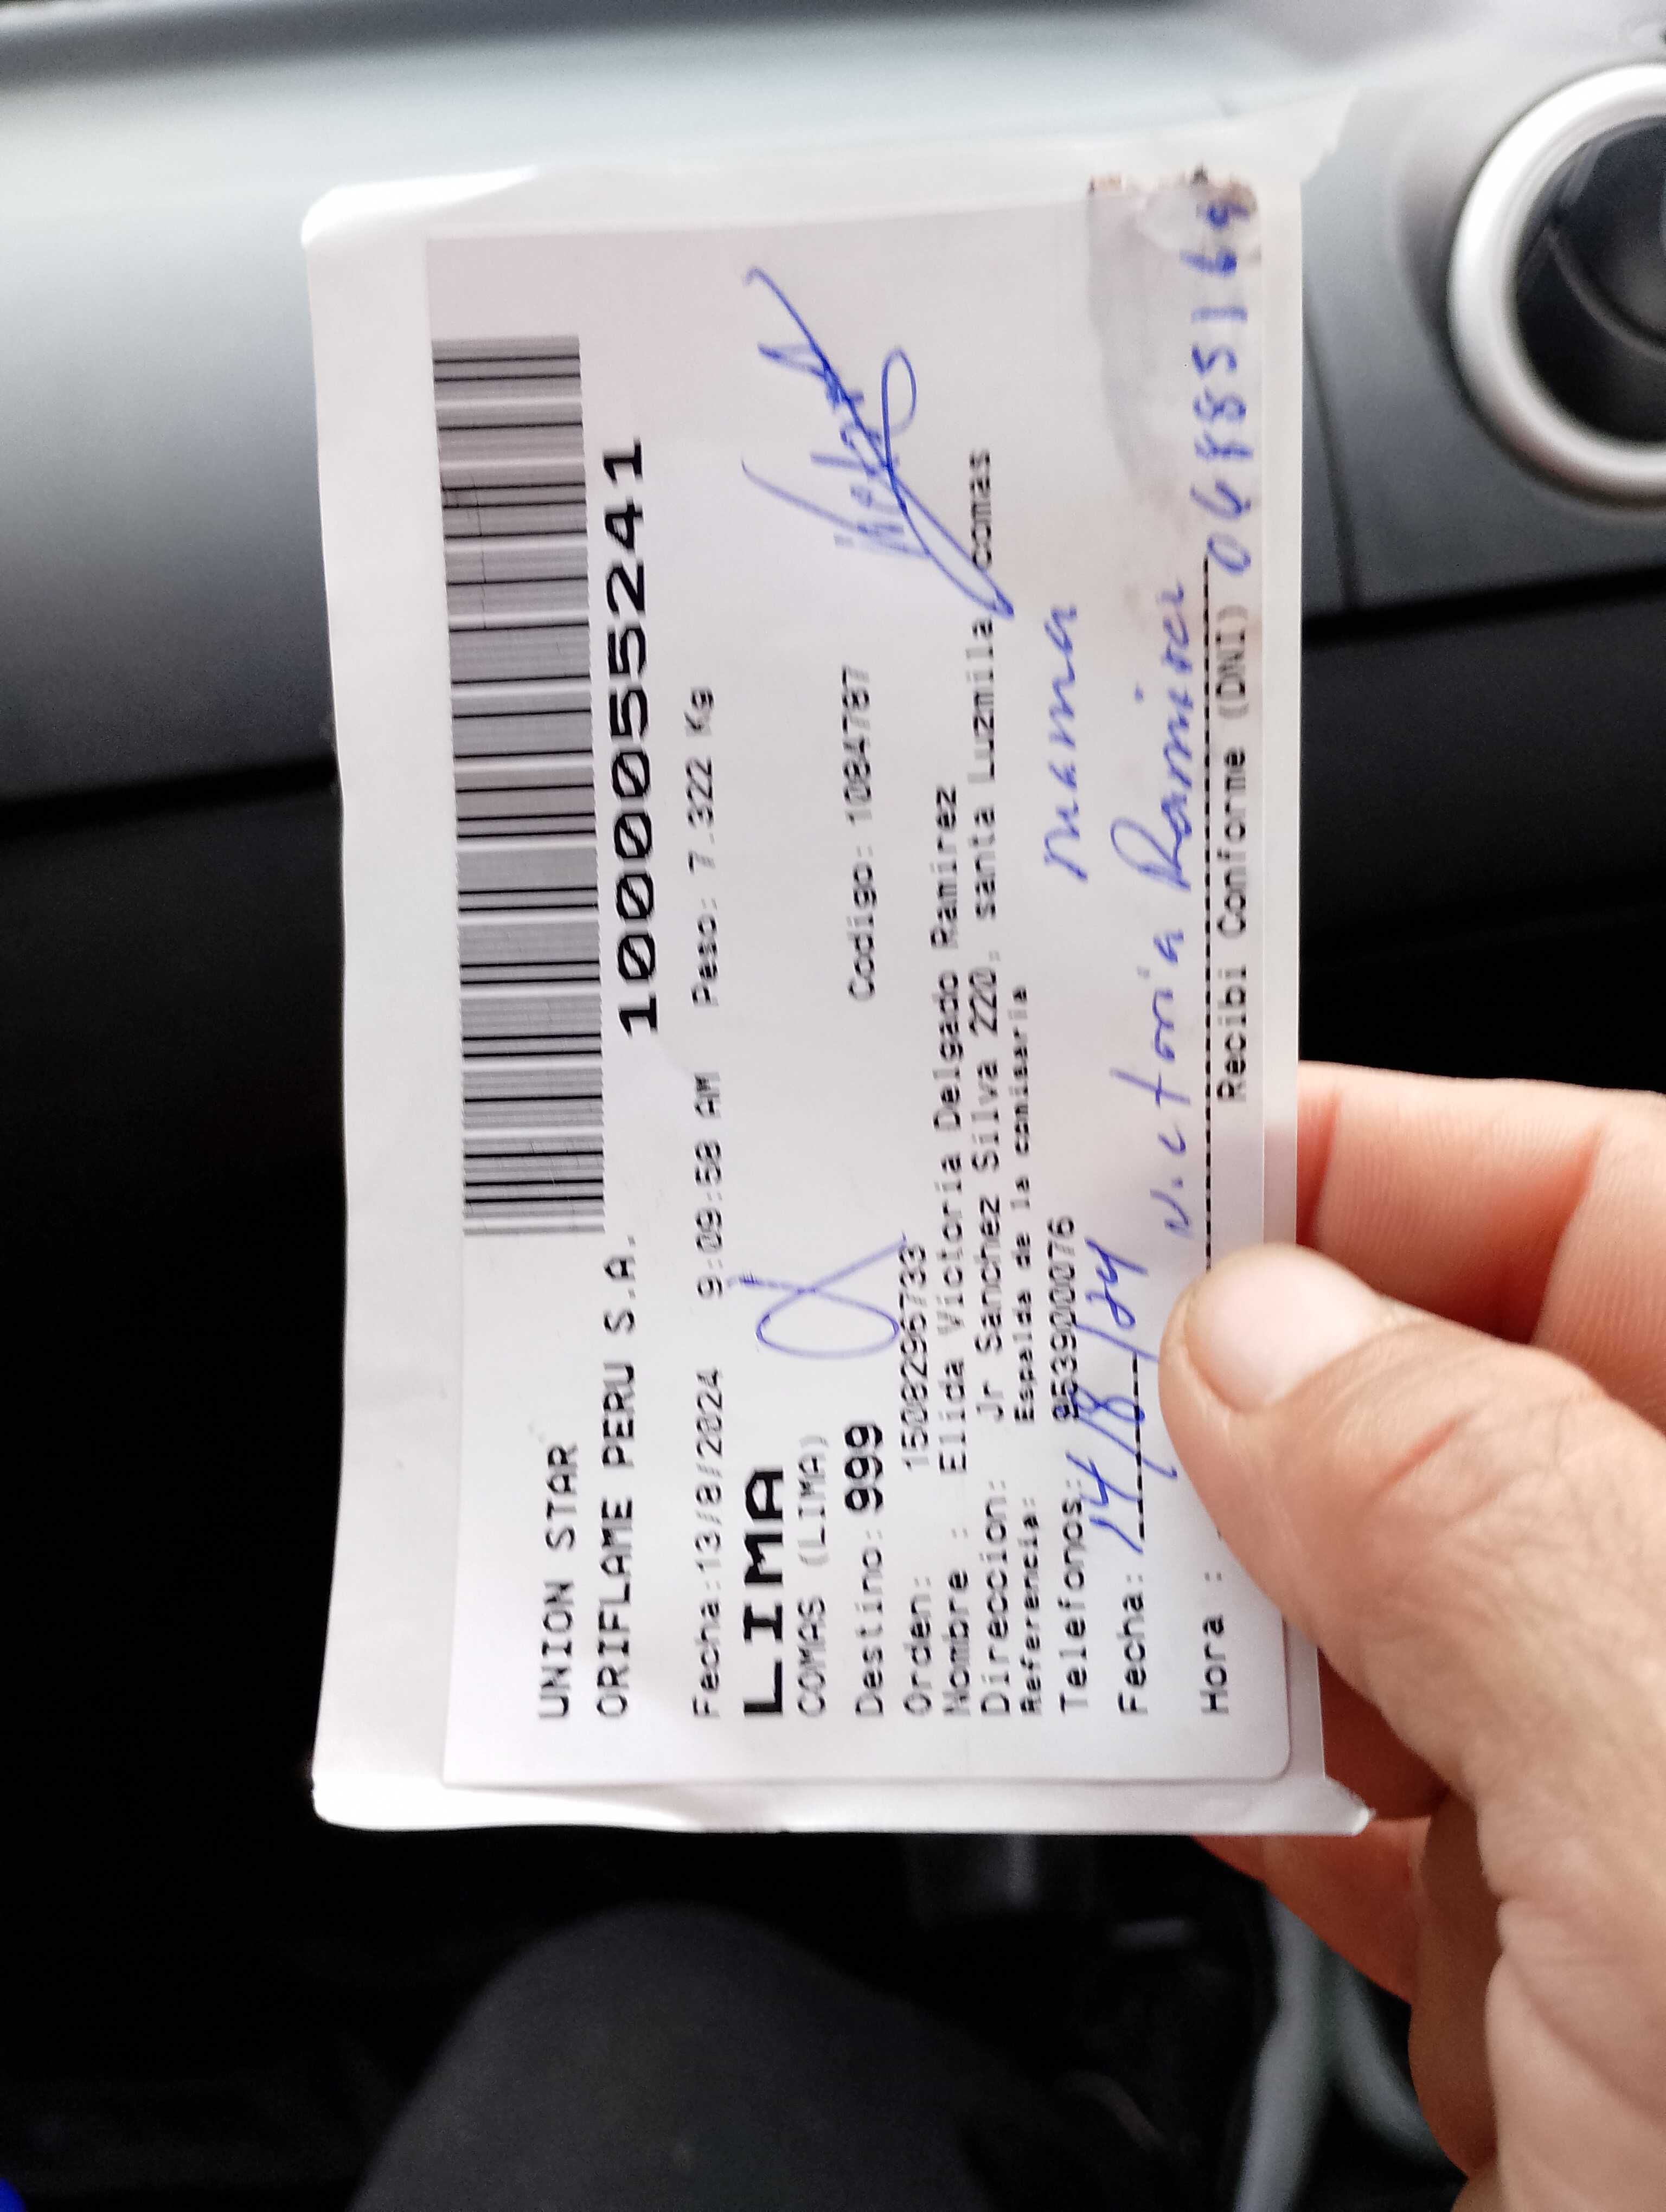 UNION STAR
ORIFLAME PERU S.A.
1000055241
Fecha:13/8/2024 9:09:58 AM Peso: 7.322 Kg
LIMA
COMAS (LIMA)
Destino: 999 Codigo: 1084787
Orden: 1508296733
Nombre : Elida Victoria Delgado Ramirez
Direccion: Jr Sanchez Silva 220. santa Luzmila comas
Referencia: Espalda de la comisaria
Telefonos: 953900076
mama
Fecha: 14/8/24
Victoria Ramirez
Hora :
Recibi Conforme (DNI)